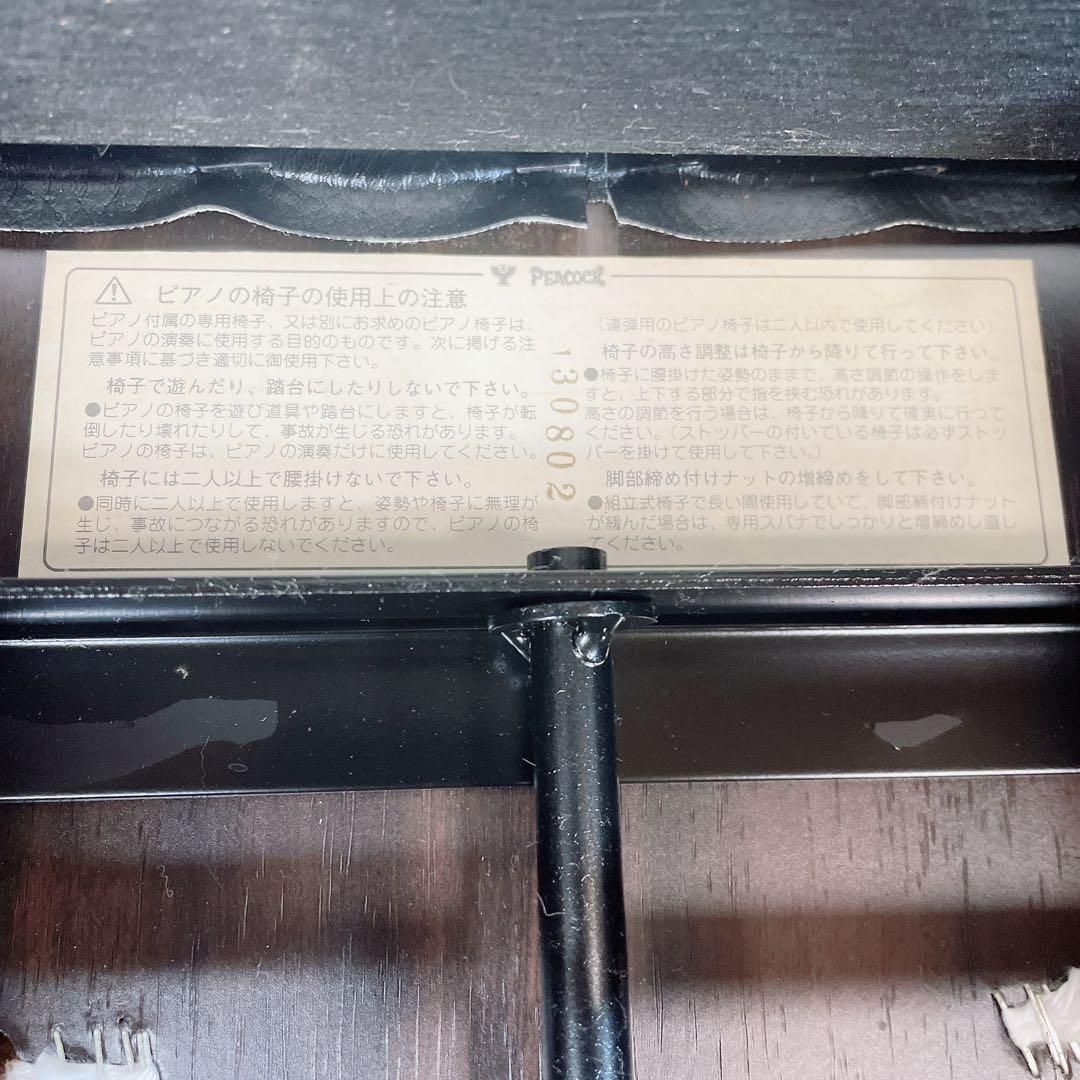 PEACOCK
ピアノの椅子の使用上の注意
ピアノ付属の専用椅子、又は別にお求めのピアノ椅子は、
ピアノの演奏に使用する目的のものです。次に掲げる注
意事項に基づき適切に御使用下さい。
椅子で遊んだり、踏台にしたりしないで下さい。
●ピアノの椅子を遊び道具や踏台にしますと、椅子が転
倒したり壊れたりして、事故が生じる恐れがあります。
ピアノの椅子は、ピアノの演奏だけに使用してください。
椅子には二人以上で腰掛けないで下さい。
●同時に二人以上で使用しますと、姿勢や椅子に無理が
生じ、事故につながる恐れがありますので、ピアノの椅
子は二人以上で使用しないでください。
130802
（連弾用のピアノ椅子は二人以内で使用してください）
椅子の高さ調整は椅子から降りて行って下さい。
●椅子に腰掛けた姿勢のままで、高さ調節の操作をしま
すと、上下する部分で指を挟む恐れがあります。
高さの調節を行う場合は、椅子から降りて確実に行って
ください。（ストッパーの付いている椅子は必ずストッ
パーを掛けて使用して下さい。）
脚部締め付けナットの増締めをして下さい。
●組立式椅子で長い間使用していて、脚部締付けナット
が緩んだ場合は、専用スパナでしっかりと増締めし直し
てください。